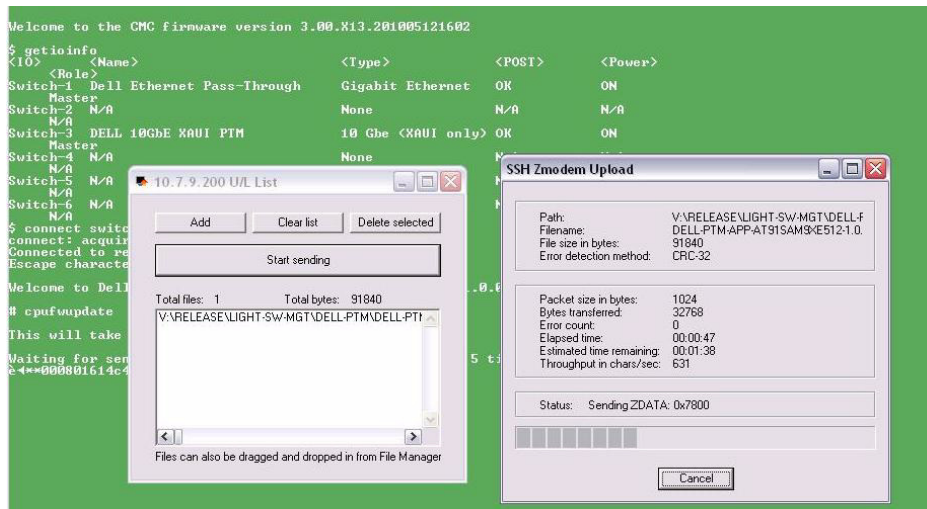 Welcome to the CMC firmware version 3.00.X13.201005121602
$ getioinfo
<IO> <Name> <Type> <POST> <Power>
<Role>
Switch-1 Dell Ethernet Pass-Through Gigabit Ethernet OK ON
Master
Switch-2 N/A None N/A N/A
N/A
Switch-3 DELL 10GbE XAUI PTM 10 Gbe <XAUI only> OK ON
Master
Switch-4 N/A None
N/A
Switch-5 N/A
N/A
Switch-6 N/A
N/A
$ connect switc
connect: acquir
Connected to re
Escape characte
Welcome to Dell
# cpufwupdate
This will take
Waiting for sen 5 ti
10.7.9.200 U/L List
Add Clear list Delete selected
Start sending
Total files: 1 Total bytes: 91840
V:\RELEASE\LIGHT-SW-MGT\DELL-PTM\DELL-PTM
Files can also be dragged and dropped in from File Manager
SSH Zmodem Upload
Path: V:\RELEASE\LIGHT-SW-MGT\DELL-F
Filename: DELL-PTM-APP-AT91SAM9XE512-1.0.
File size in bytes: 91840
Error detection method: CRC-32
Packet size in bytes: 1024
Bytes transferred: 32768
Error count: 0
Elapsed time: 00:00:47
Estimated time remaining: 00:01:38
Throughput in chars/sec: 631
Status: Sending ZDATA: 0x7800
Cancel